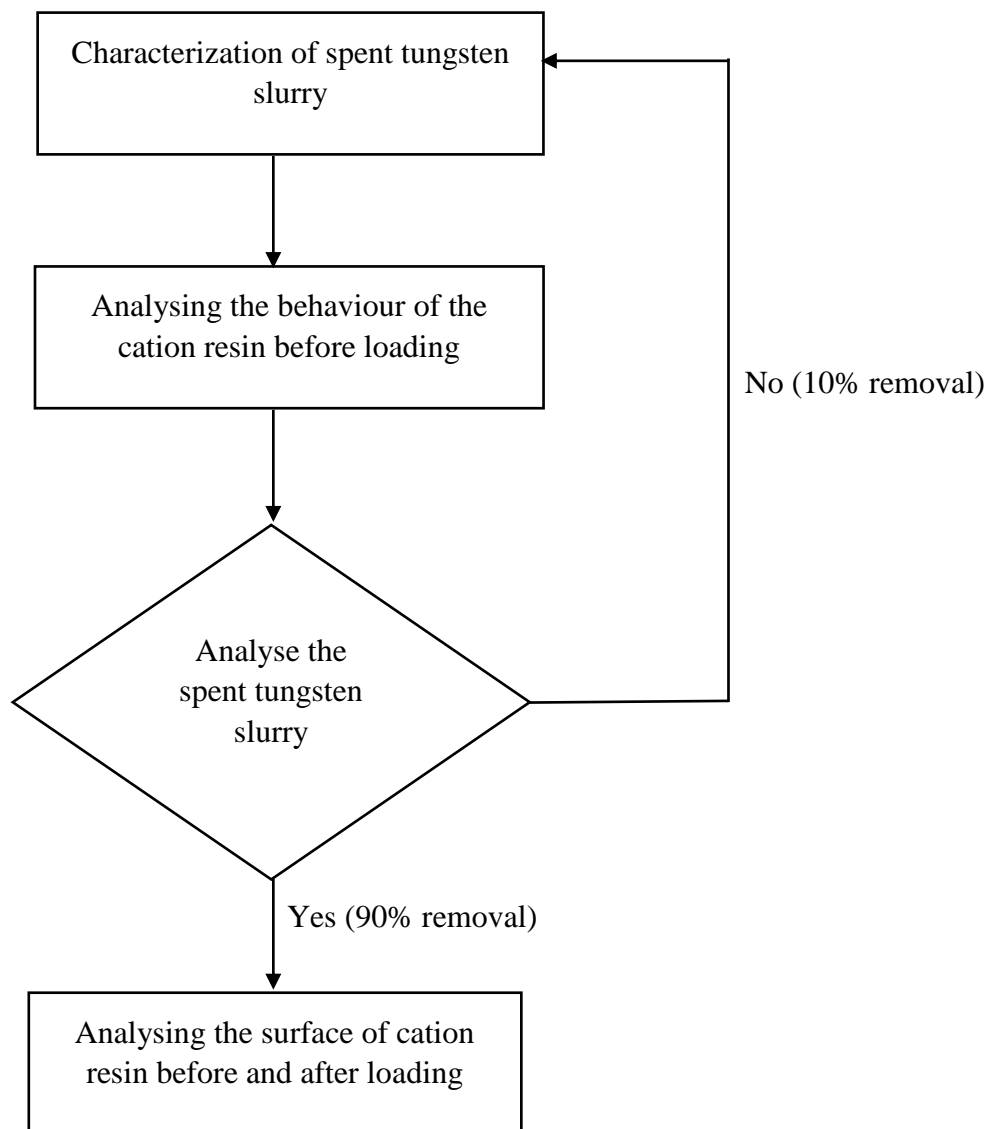 Characterization of spent tungsten
slurry
Analysing the behaviour of the
cation resin before loading
No (10% removal)
Analyse the
spent tungsten
slurry
Yes (90% removal)
Analysing the surface of cation
resin before and after loading